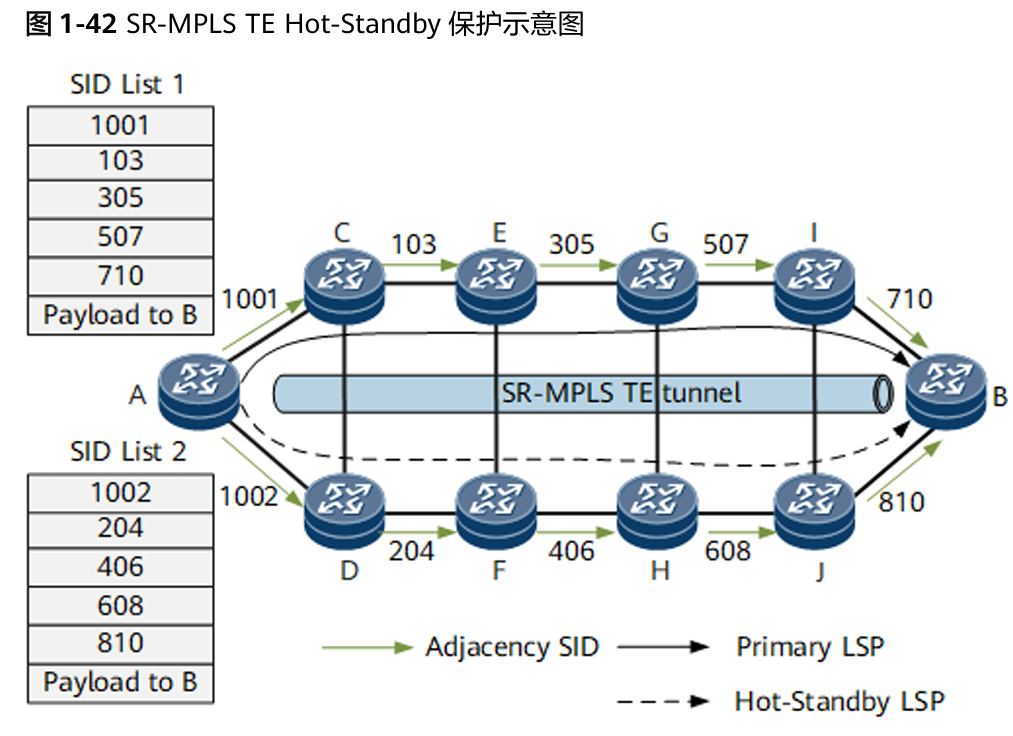 图 1-42 SR-MPLS TE Hot-Standby 保护示意图
SID List 1
1001
103
305
507
710
Payload to B
C
103
E
305
G
507
I
1001
710
A
SR-MPLS TE tunnel
B
SID List 2
1002
204
406
608
810
Payload to B
1002
810
204
406
608
D
F
H
J
Adjacency SID
Primary LSP
Hot-Standby LSP